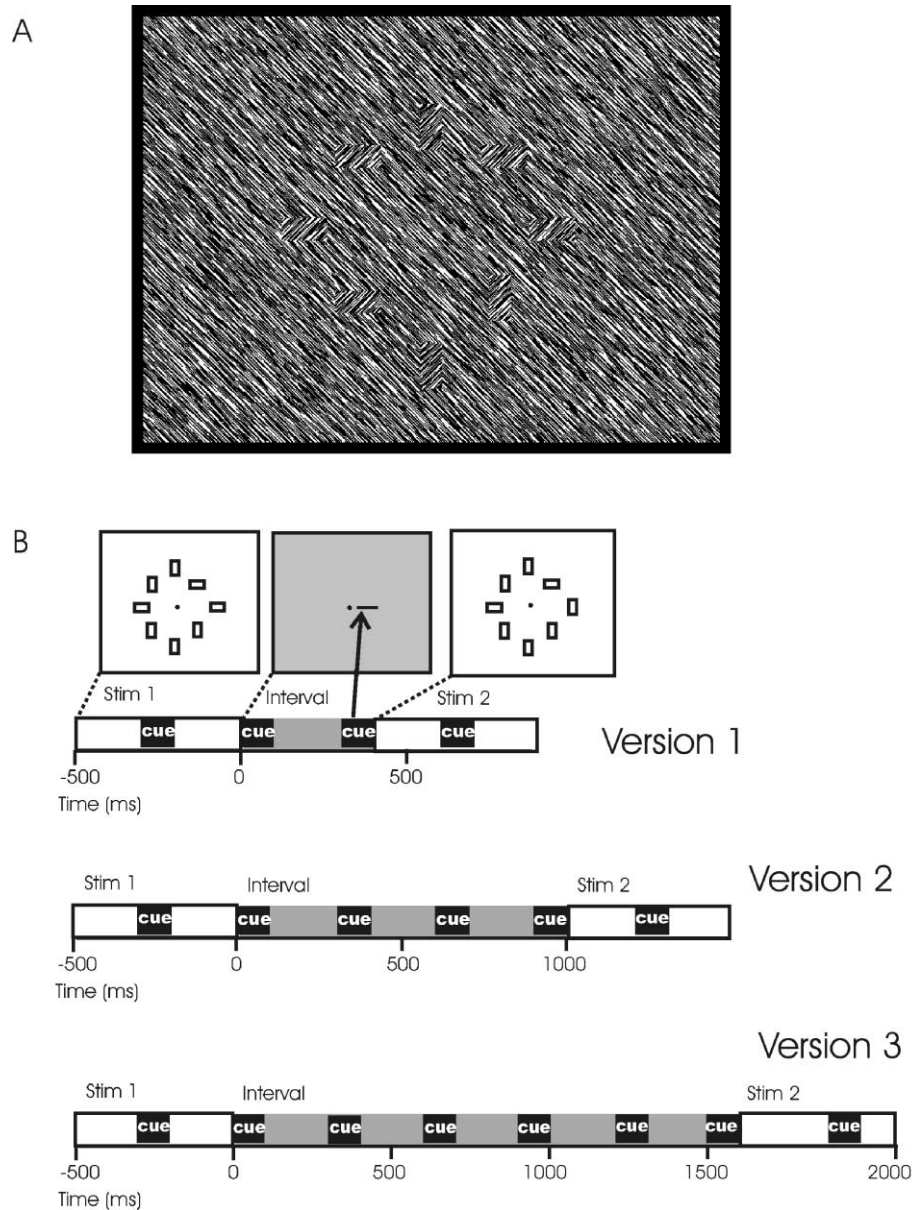 A
B
Stim 1 Interval Stim 2
cue cue cue cue
Version 1
-500 0 500
Time (ms)
Version 2
Stim 1 Interval Stim 2
cue cue cue cue cue cue
-500 0 500 1000
Time (ms)
Version 3
Stim 1 Interval Stim 2
cue cue cue cue cue cue cue cue
-500 0 500 1000 1500 2000
Time (ms)